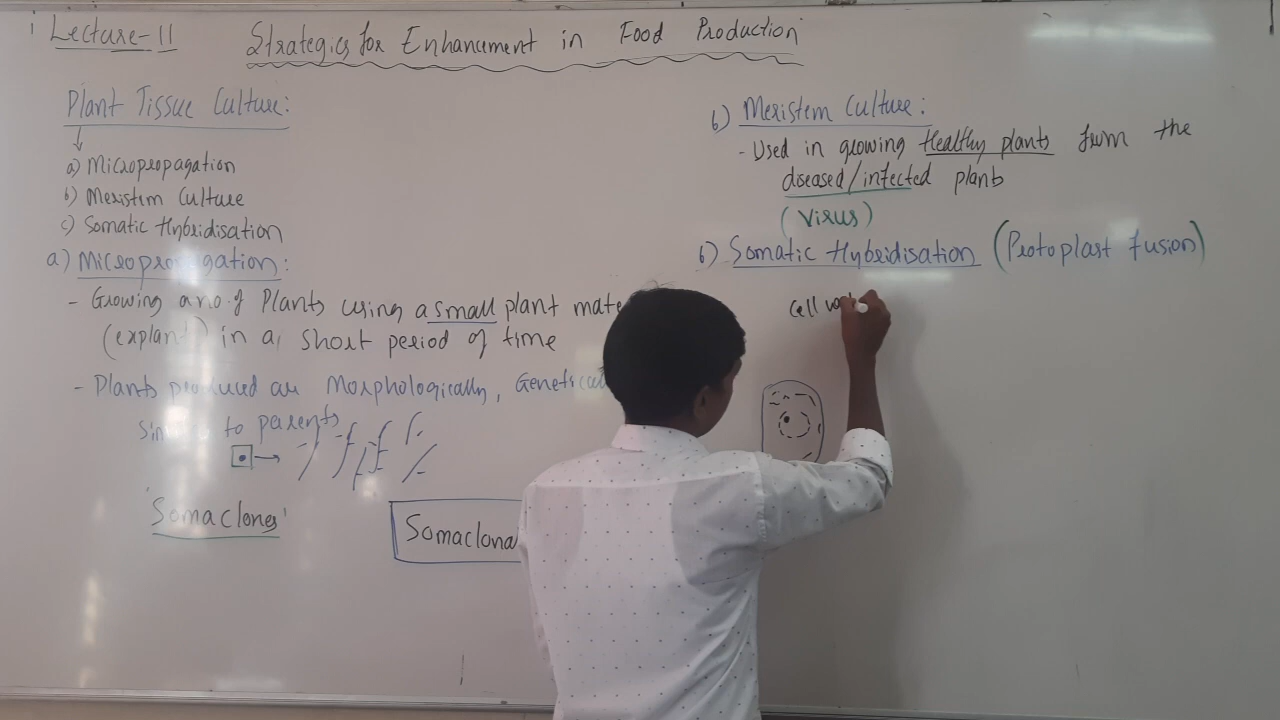 Lecture-11
Strategies for Enhancement in Food Production
Plant Tissue Culture:
a) Micropropagation
b) Meristem Culture
c) Somatic Hybridisation
a) Micropropagation:
- Growing a no. of Plants using a small plant mate
(explant) in a short period of time
- Plants produced are Morphologically, Genetical
to parents
'Somaclones'
Somaclona
b) Meristem Culture:
- Used in growing Healthy plants from the
diseased/infected plants
(Virus)
b) Somatic Hybridisation (Protoplast fusion)
Cell